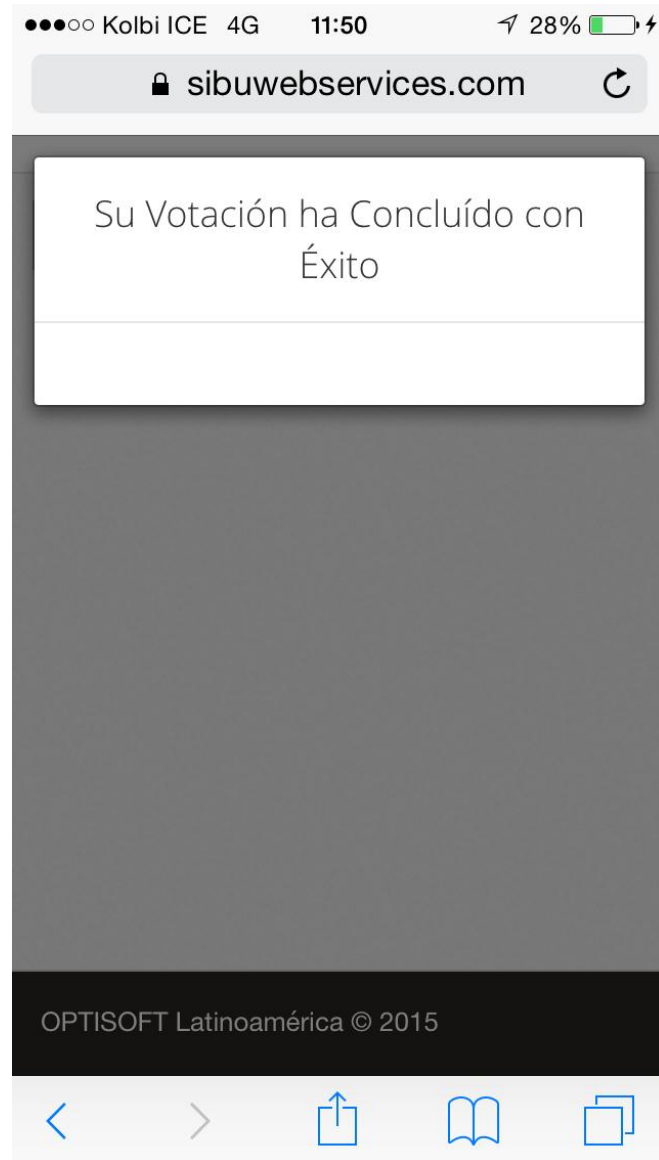 Kolbi ICE 4G 11:50 28%
sibuwebservices.com
Su Votación ha Concluído con
Éxito
OPTISOFT Latinoamérica © 2015